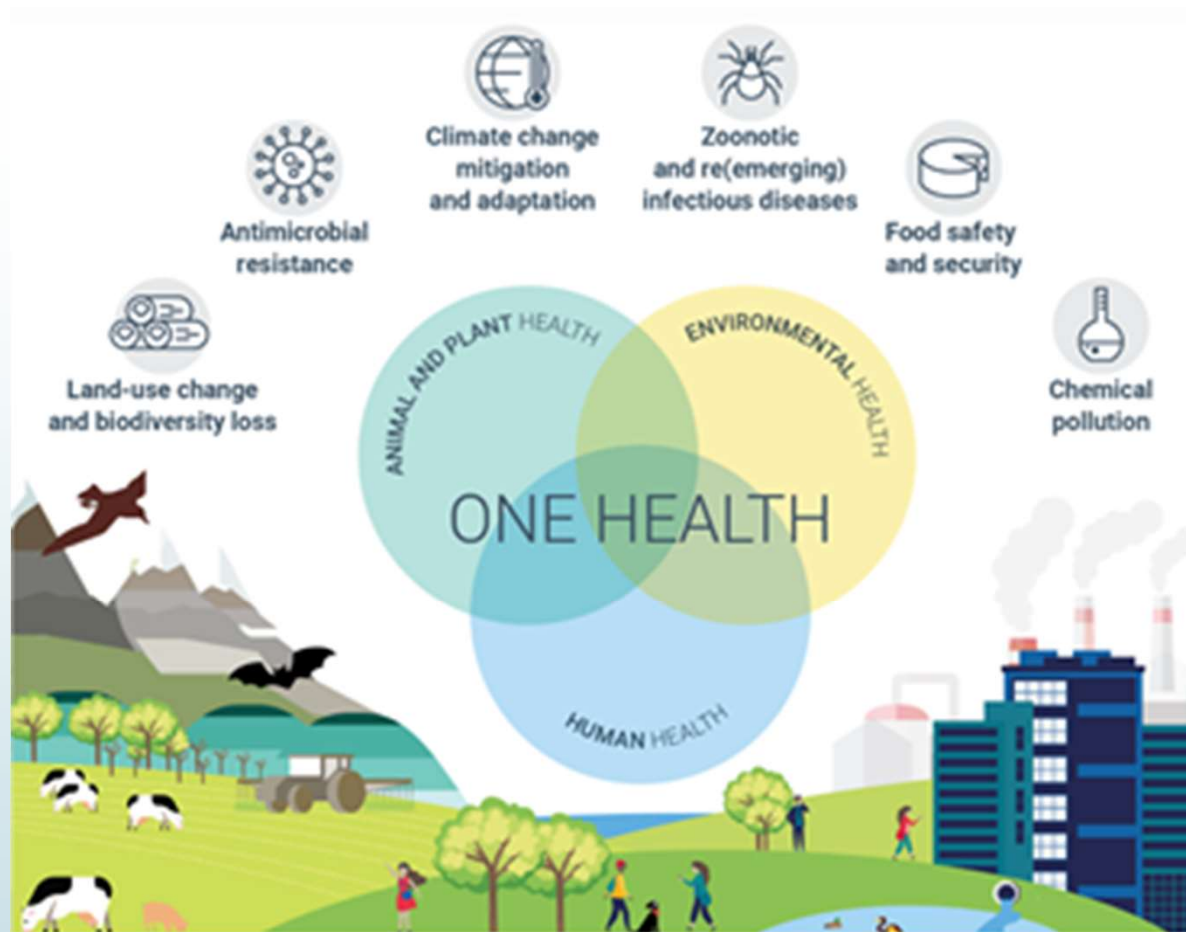 Climate change
mitigation
and adaptation
Zoonotic
and re(emerging)
infectious diseases
Antimicrobial
resistance
Food safety
and security
Land-use change
and biodiversity loss
Chemical
pollution
ANIMAL AND PLANT HEALTH
ENVIRONMENTAL HEALTH
ONE HEALTH
HUMAN HEALTH